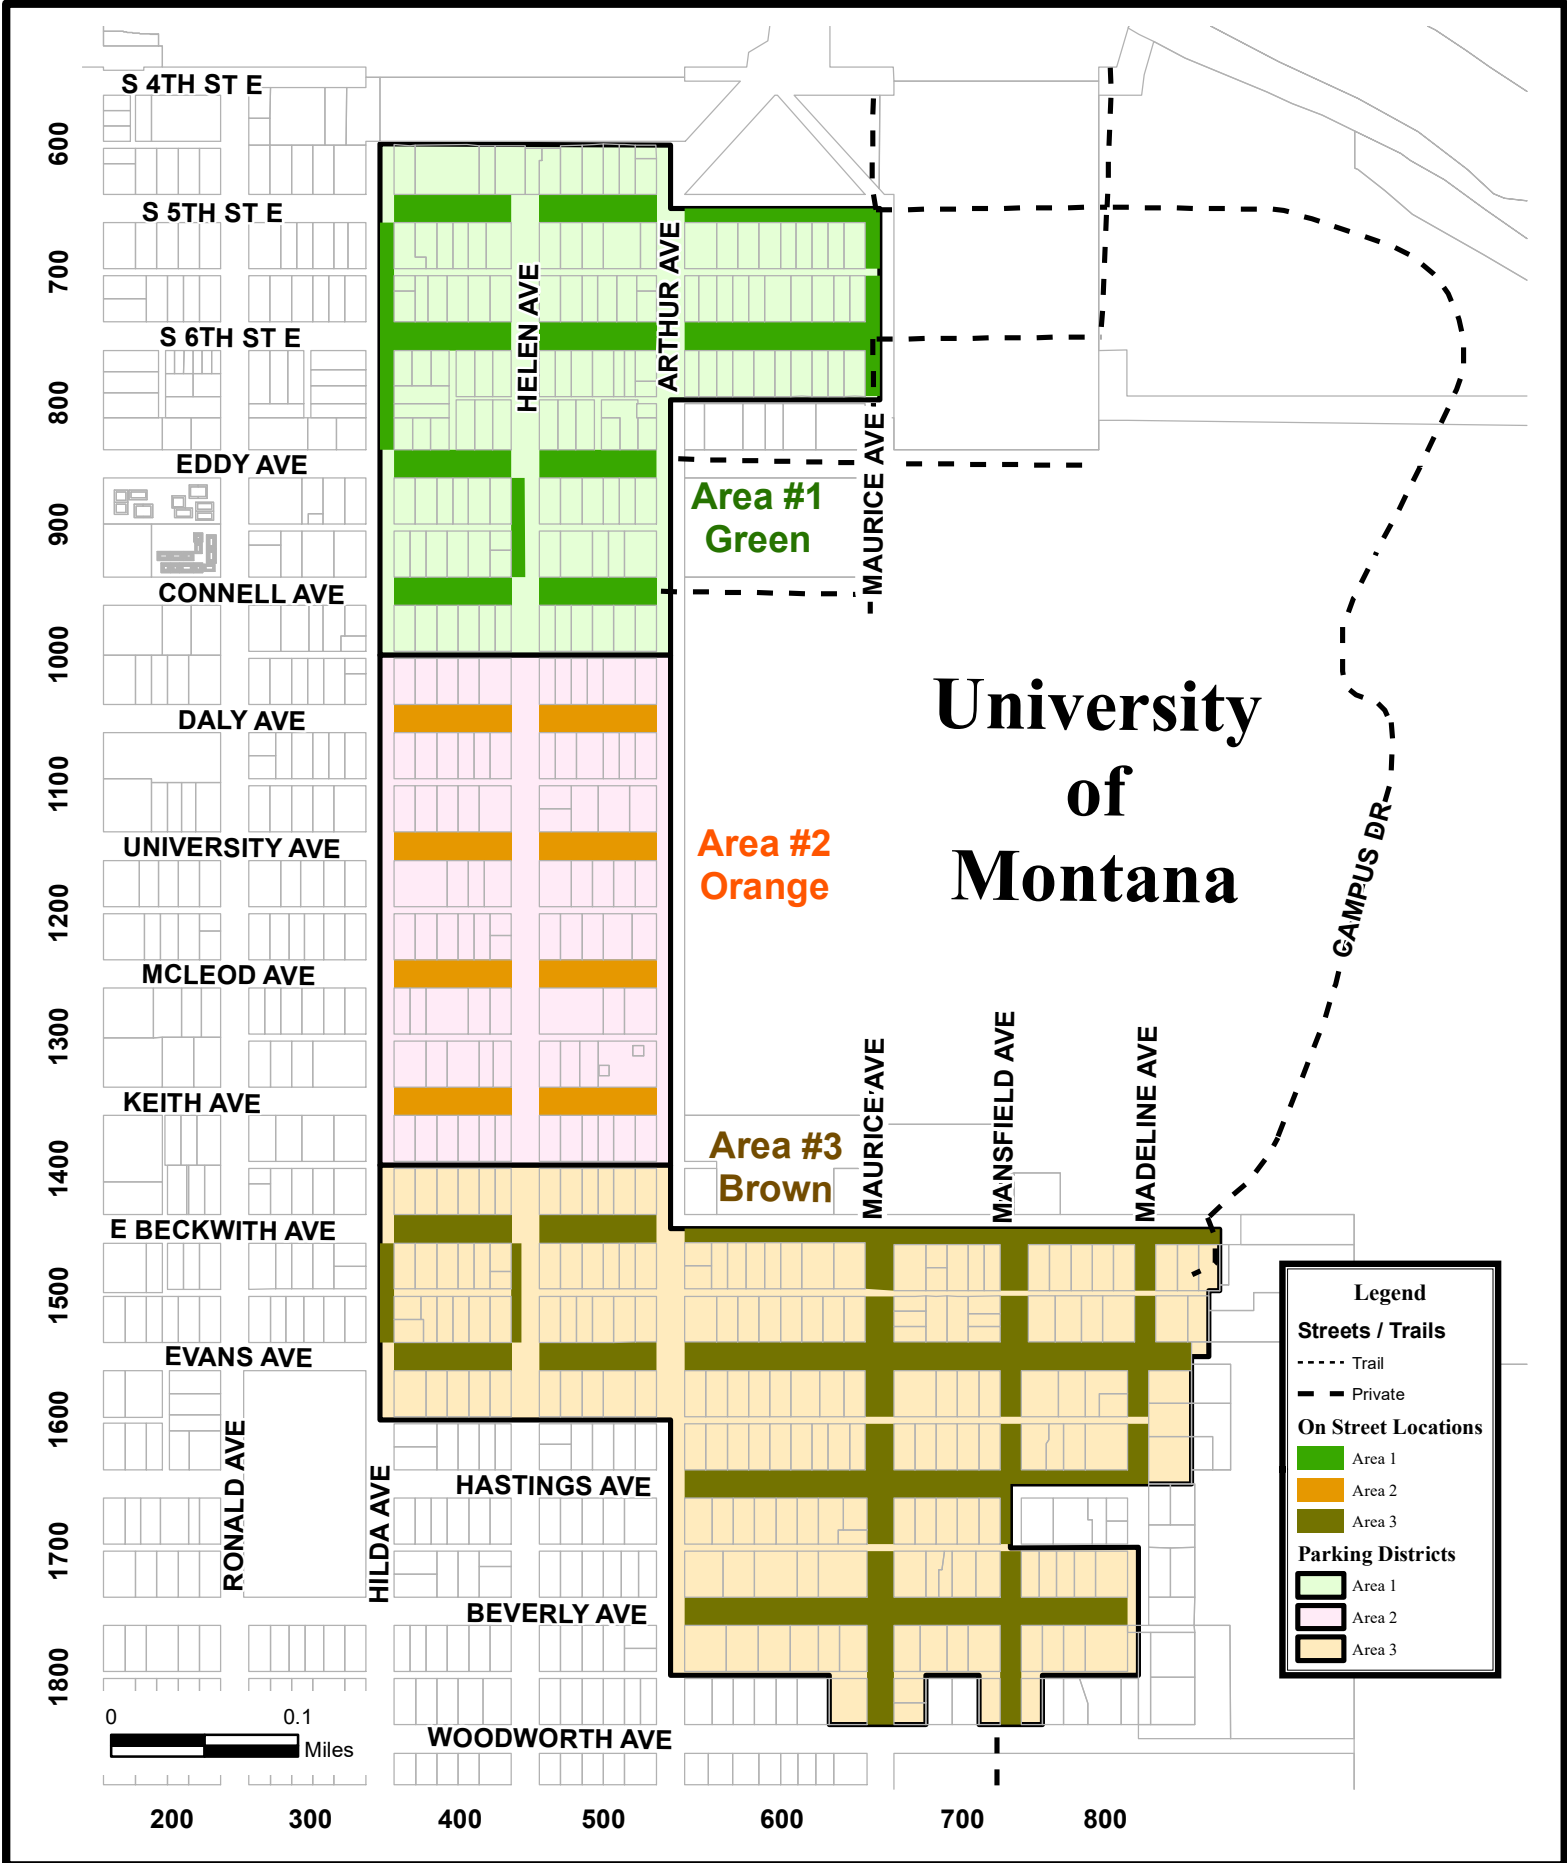 S 4TH ST E
600
S 5TH ST E
700
S 6TH ST E
800
EDDY AVE
900
CONNELL AVE
1000
DALY AVE
1100
UNIVERSITY AVE
1200
MCLEOD AVE
1300
KEITH AVE
1400
E BECKWITH AVE
1500
EVANS AVE
1600
HASTINGS AVE
1700
BEVERLY AVE
1800
WOODWORTH AVE
RONALD AVE
HILDA AVE
HELEN AVE
ARTHUR AVE
MAURICE AVE
Area #1
Green
Area #2
Orange
Area #3
Brown
University
of
Montana
CAMPUS DR
MAURICE AVE
MANSFIELD AVE
MADELINE AVE
Legend
Streets / Trails
Trail
Private
On Street Locations
Area 1
Area 2
Area 3
Parking Districts
Area 1
Area 2
Area 3
0 0.1
Miles
200 300 400 500 600 700 800